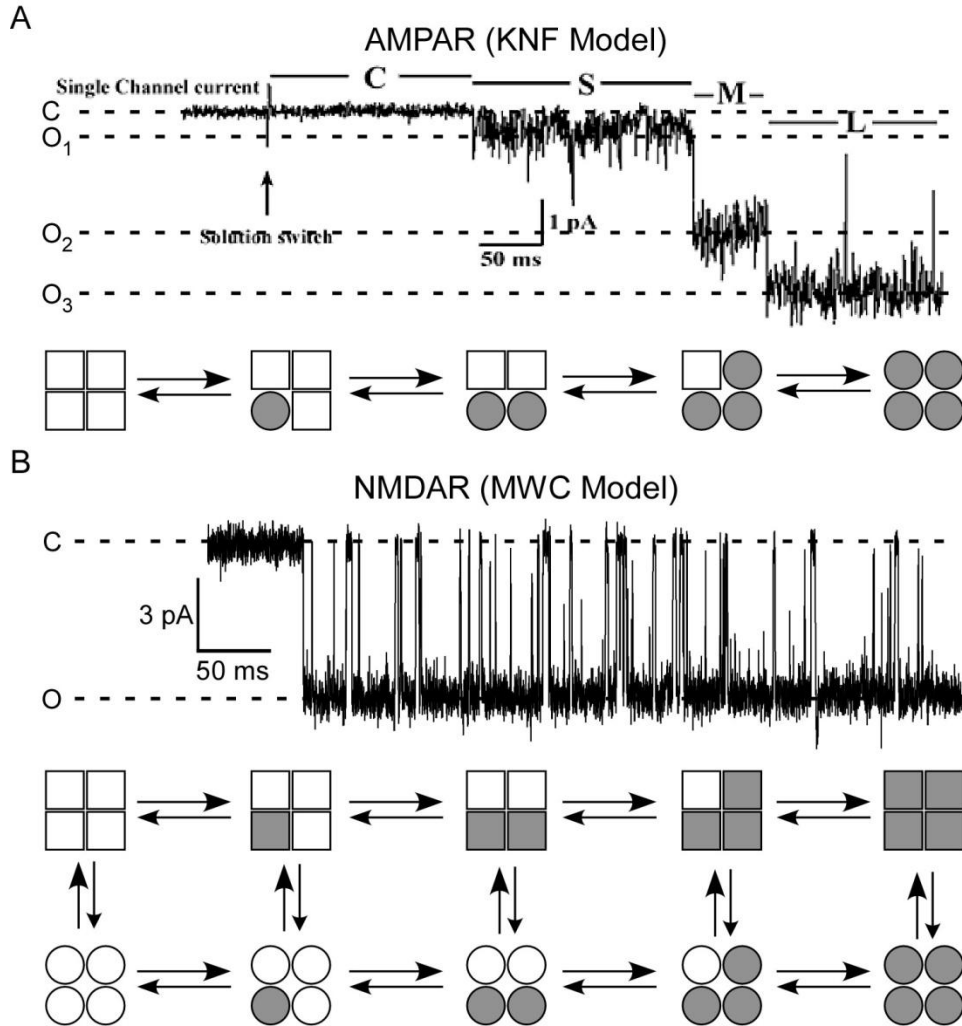 A
AMPAR (KNF Model)
Single Channel current
C
S
M
L
C
O1
Solution switch
1 pA
50 ms
O2
O3
B
NMDAR (MWC Model)
C
3 pA
50 ms
O